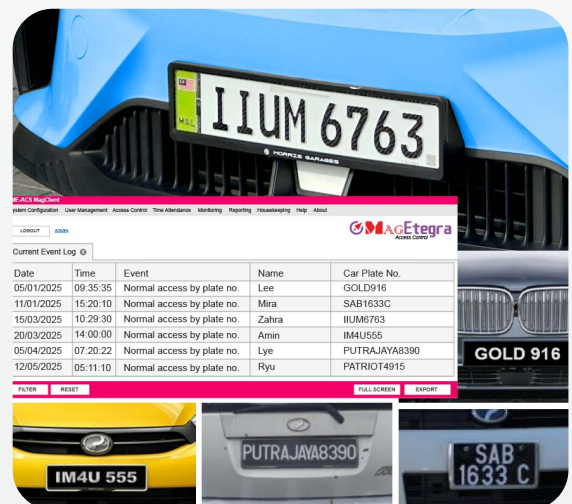 MAL
IIUM 6763
MORRIS GARAGES
ME-ACS MagClient
System Configuration User Management Access Control Time Attendance Monitoring Reporting Housekeeping Help About
LOGOUT ADMIN
MAGEtegra
Access Control
Current Event Log
Date Time Event Name Car Plate No.
05/01/2025 09:35:35 Normal access by plate no. Lee GOLD916
11/01/2025 15:20:10 Normal access by plate no. Mira SAB1633C
15/03/2025 10:29:30 Normal access by plate no. Zahra IIUM6763
20/03/2025 14:00:00 Normal access by plate no. Amin IM4U555
05/04/2025 07:20:22 Normal access by plate no. Lye PUTRAJAYA8390
12/05/2025 05:11:10 Normal access by plate no. Ryu PATRIOT4915
FILTER RESET FULL SCREEN EXPORT
GOLD 916
IM4U 555
PUTRAJAYA8390
SAB
1633 C